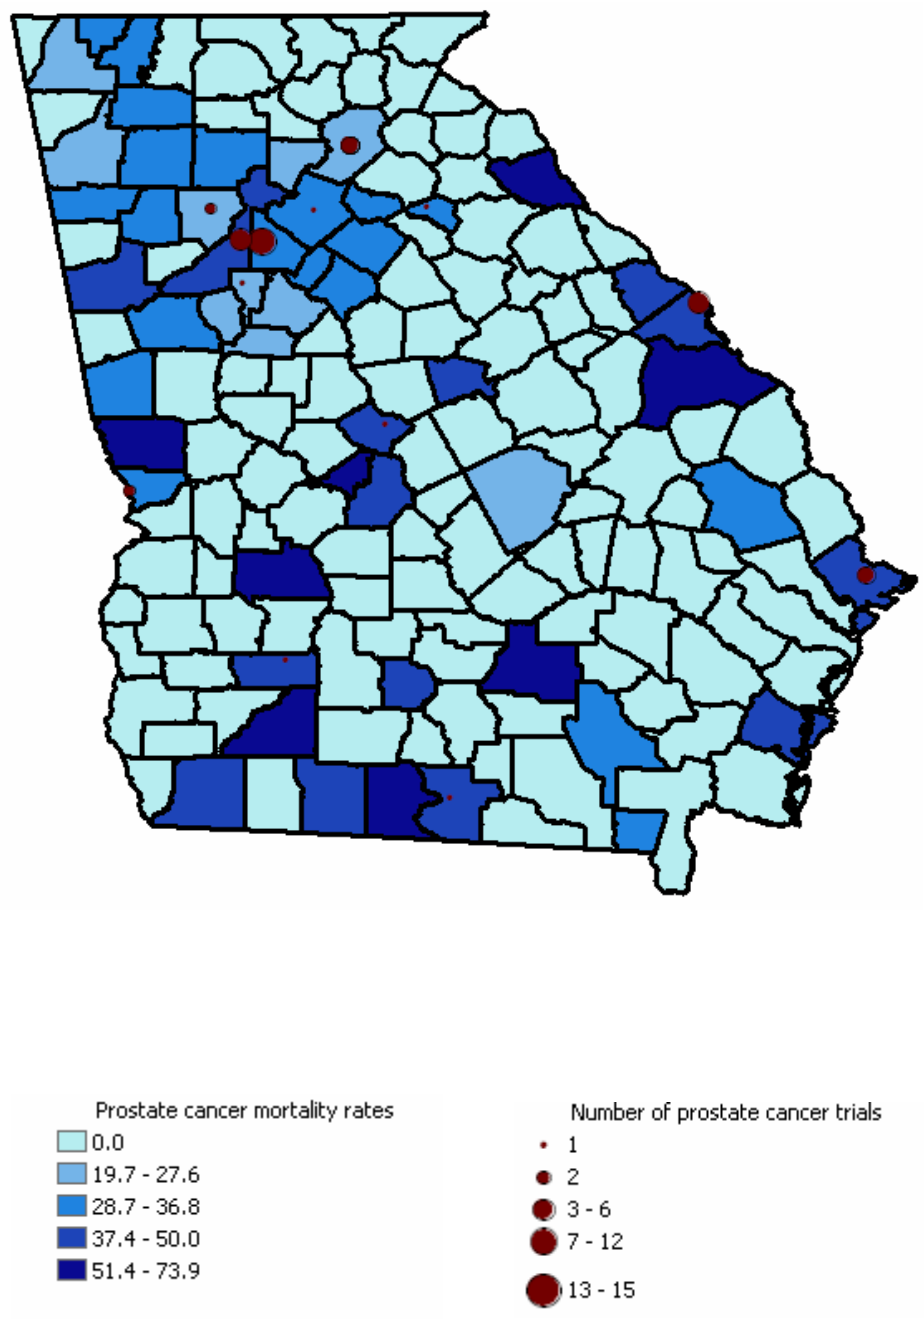 Prostate cancer mortality rates
0.0
19.7 - 27.6
28.7 - 36.8
37.4 - 50.0
51.4 - 73.9
Number of prostate cancer trials
1
2
3 - 6
7 - 12
13 - 15